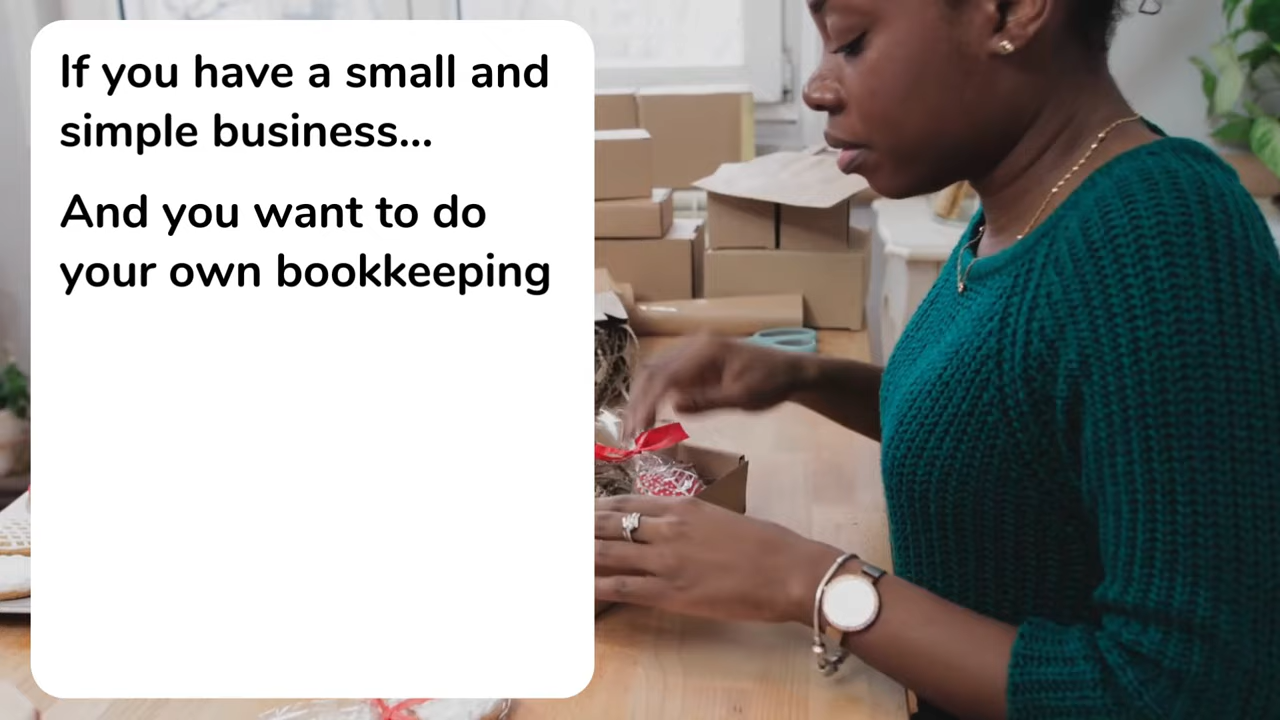 If you have a small and
simple business...
And you want to do
your own bookkeeping